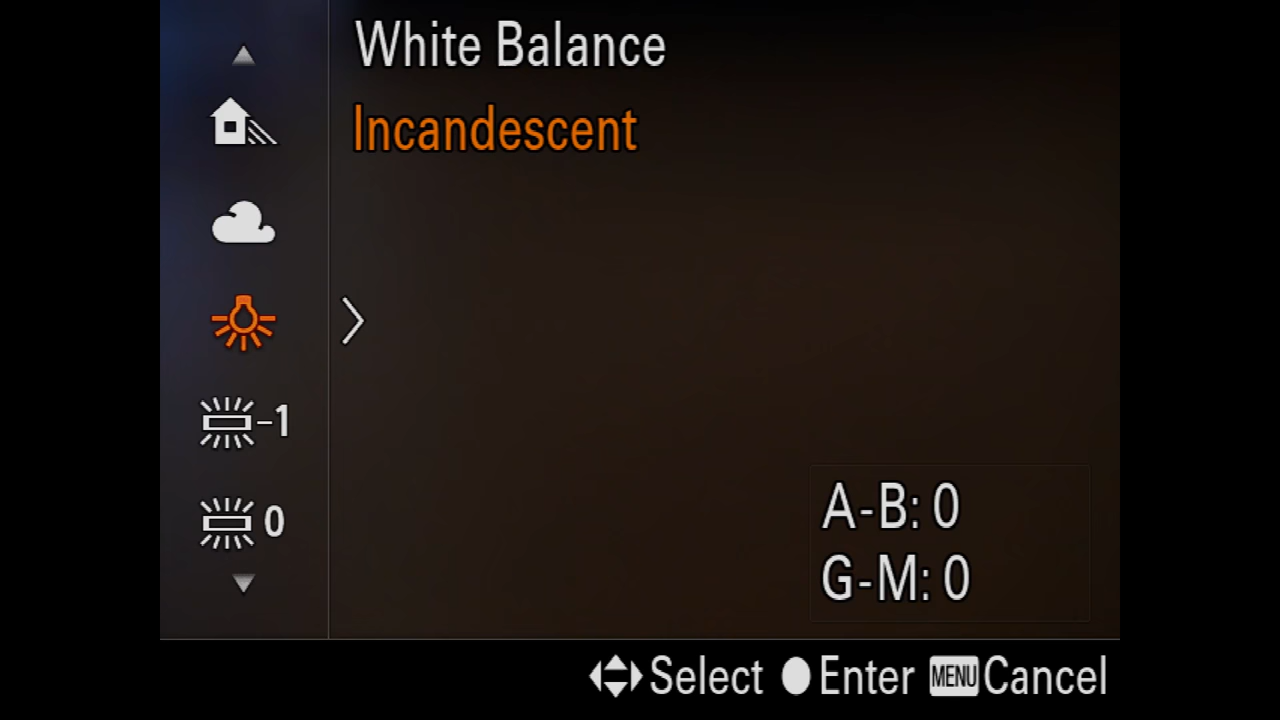 White Balance
Incandescent
-1
0
A-B: 0
G-M: 0
Select Enter MENU Cancel